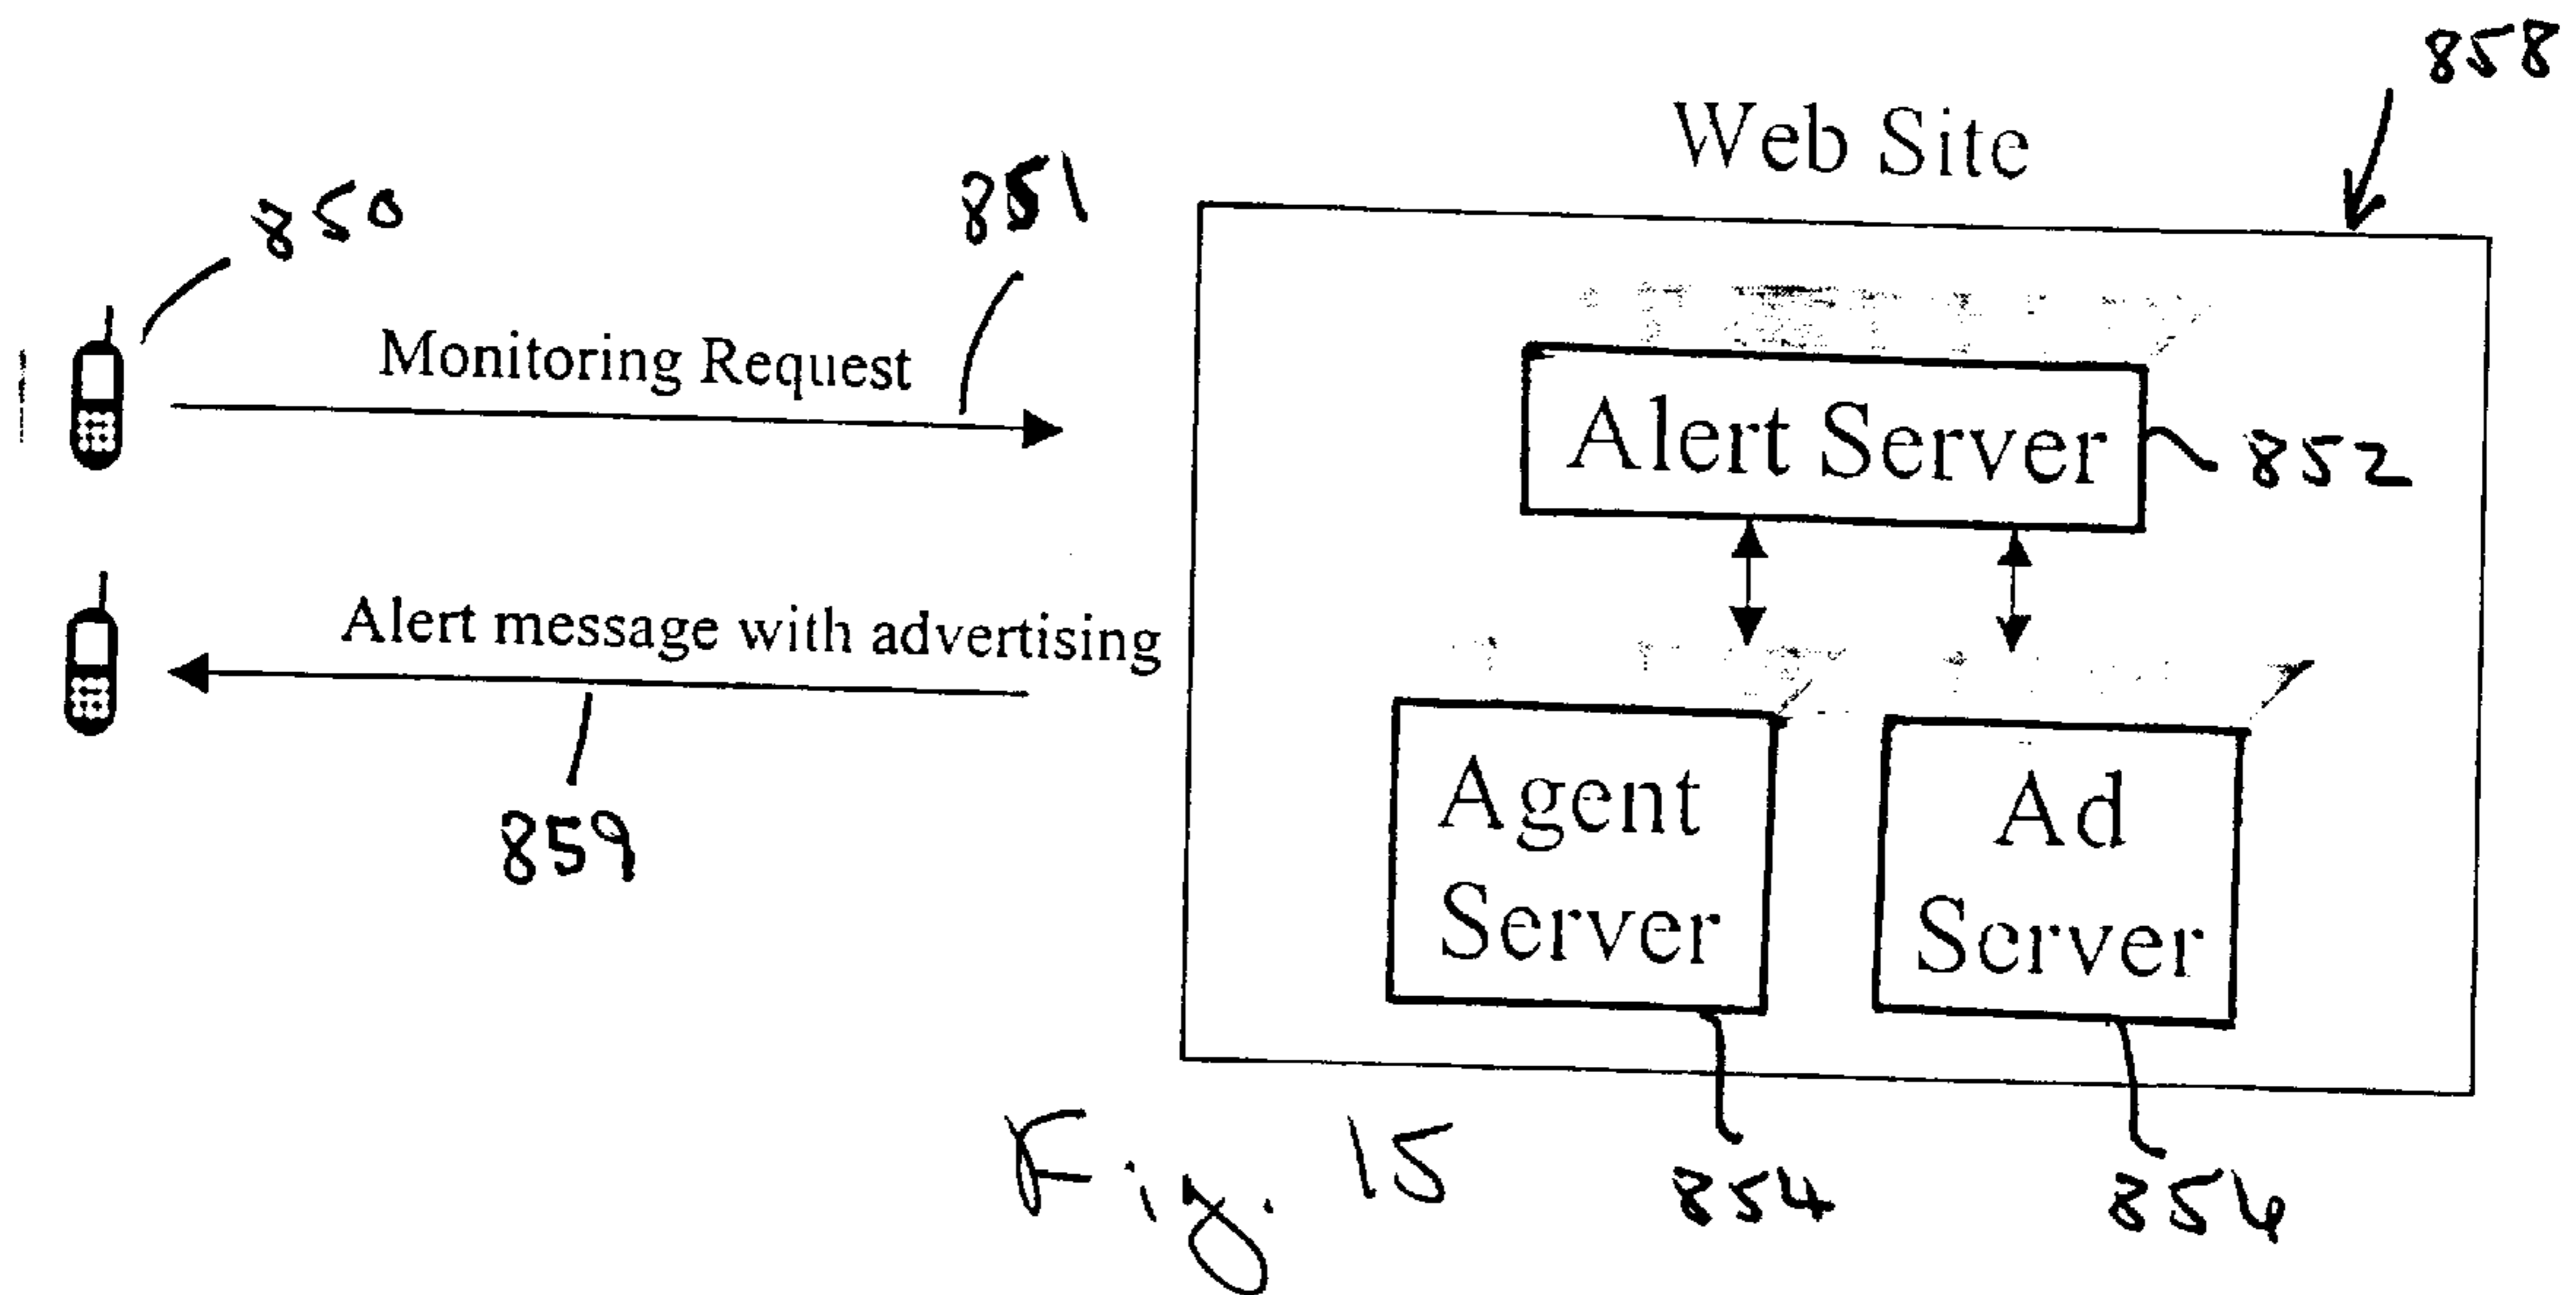 858
Web Site
850
851
Monitoring Request
Alert Server
852
Alert message with advertising
859
Agent
Server
Ad
Server
854
856
Fig. 15